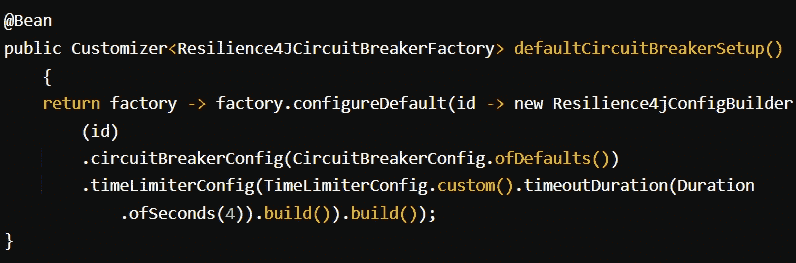 @Bean
public Customizer<Resilience4JCircuitBreakerFactory> defaultCircuitBreakerSetup()
    {
    return factory -> factory.configureDefault(id -> new Resilience4jConfigBuilder
        (id)
        .circuitBreakerConfig(CircuitBreakerConfig.ofDefaults())
        .timeLimiterConfig(TimeLimiterConfig.custom().timeoutDuration(Duration
            .ofSeconds(4)).build()).build());
}